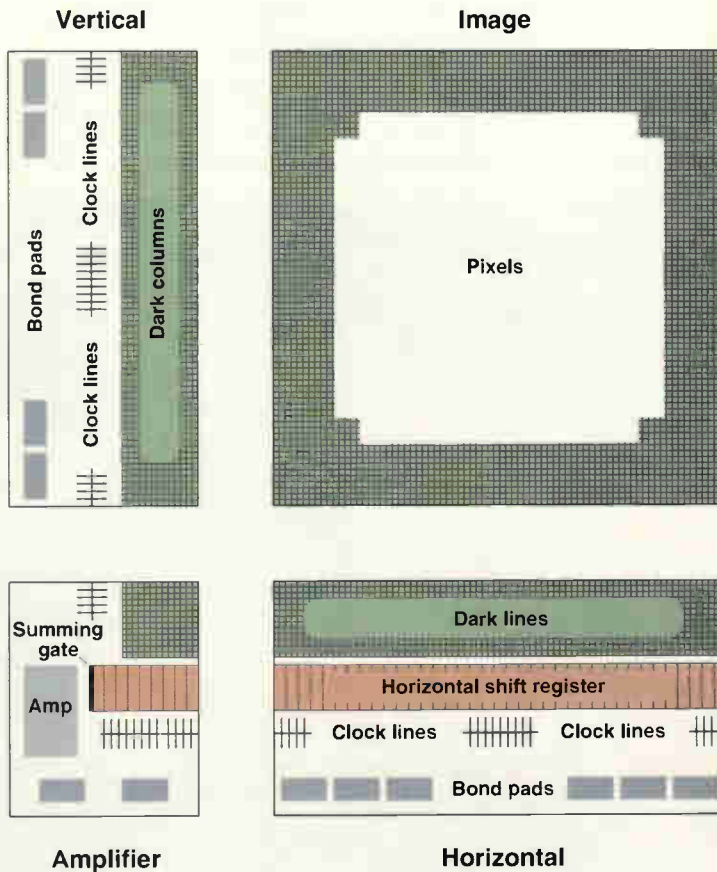 Vertical
Image
Bond pads
Clock lines
Clock lines
Dark columns
Pixels
Summing
gate
Amp
Dark lines
Horizontal shift register
Clock lines
Clock lines
Bond pads
Amplifier
Horizontal